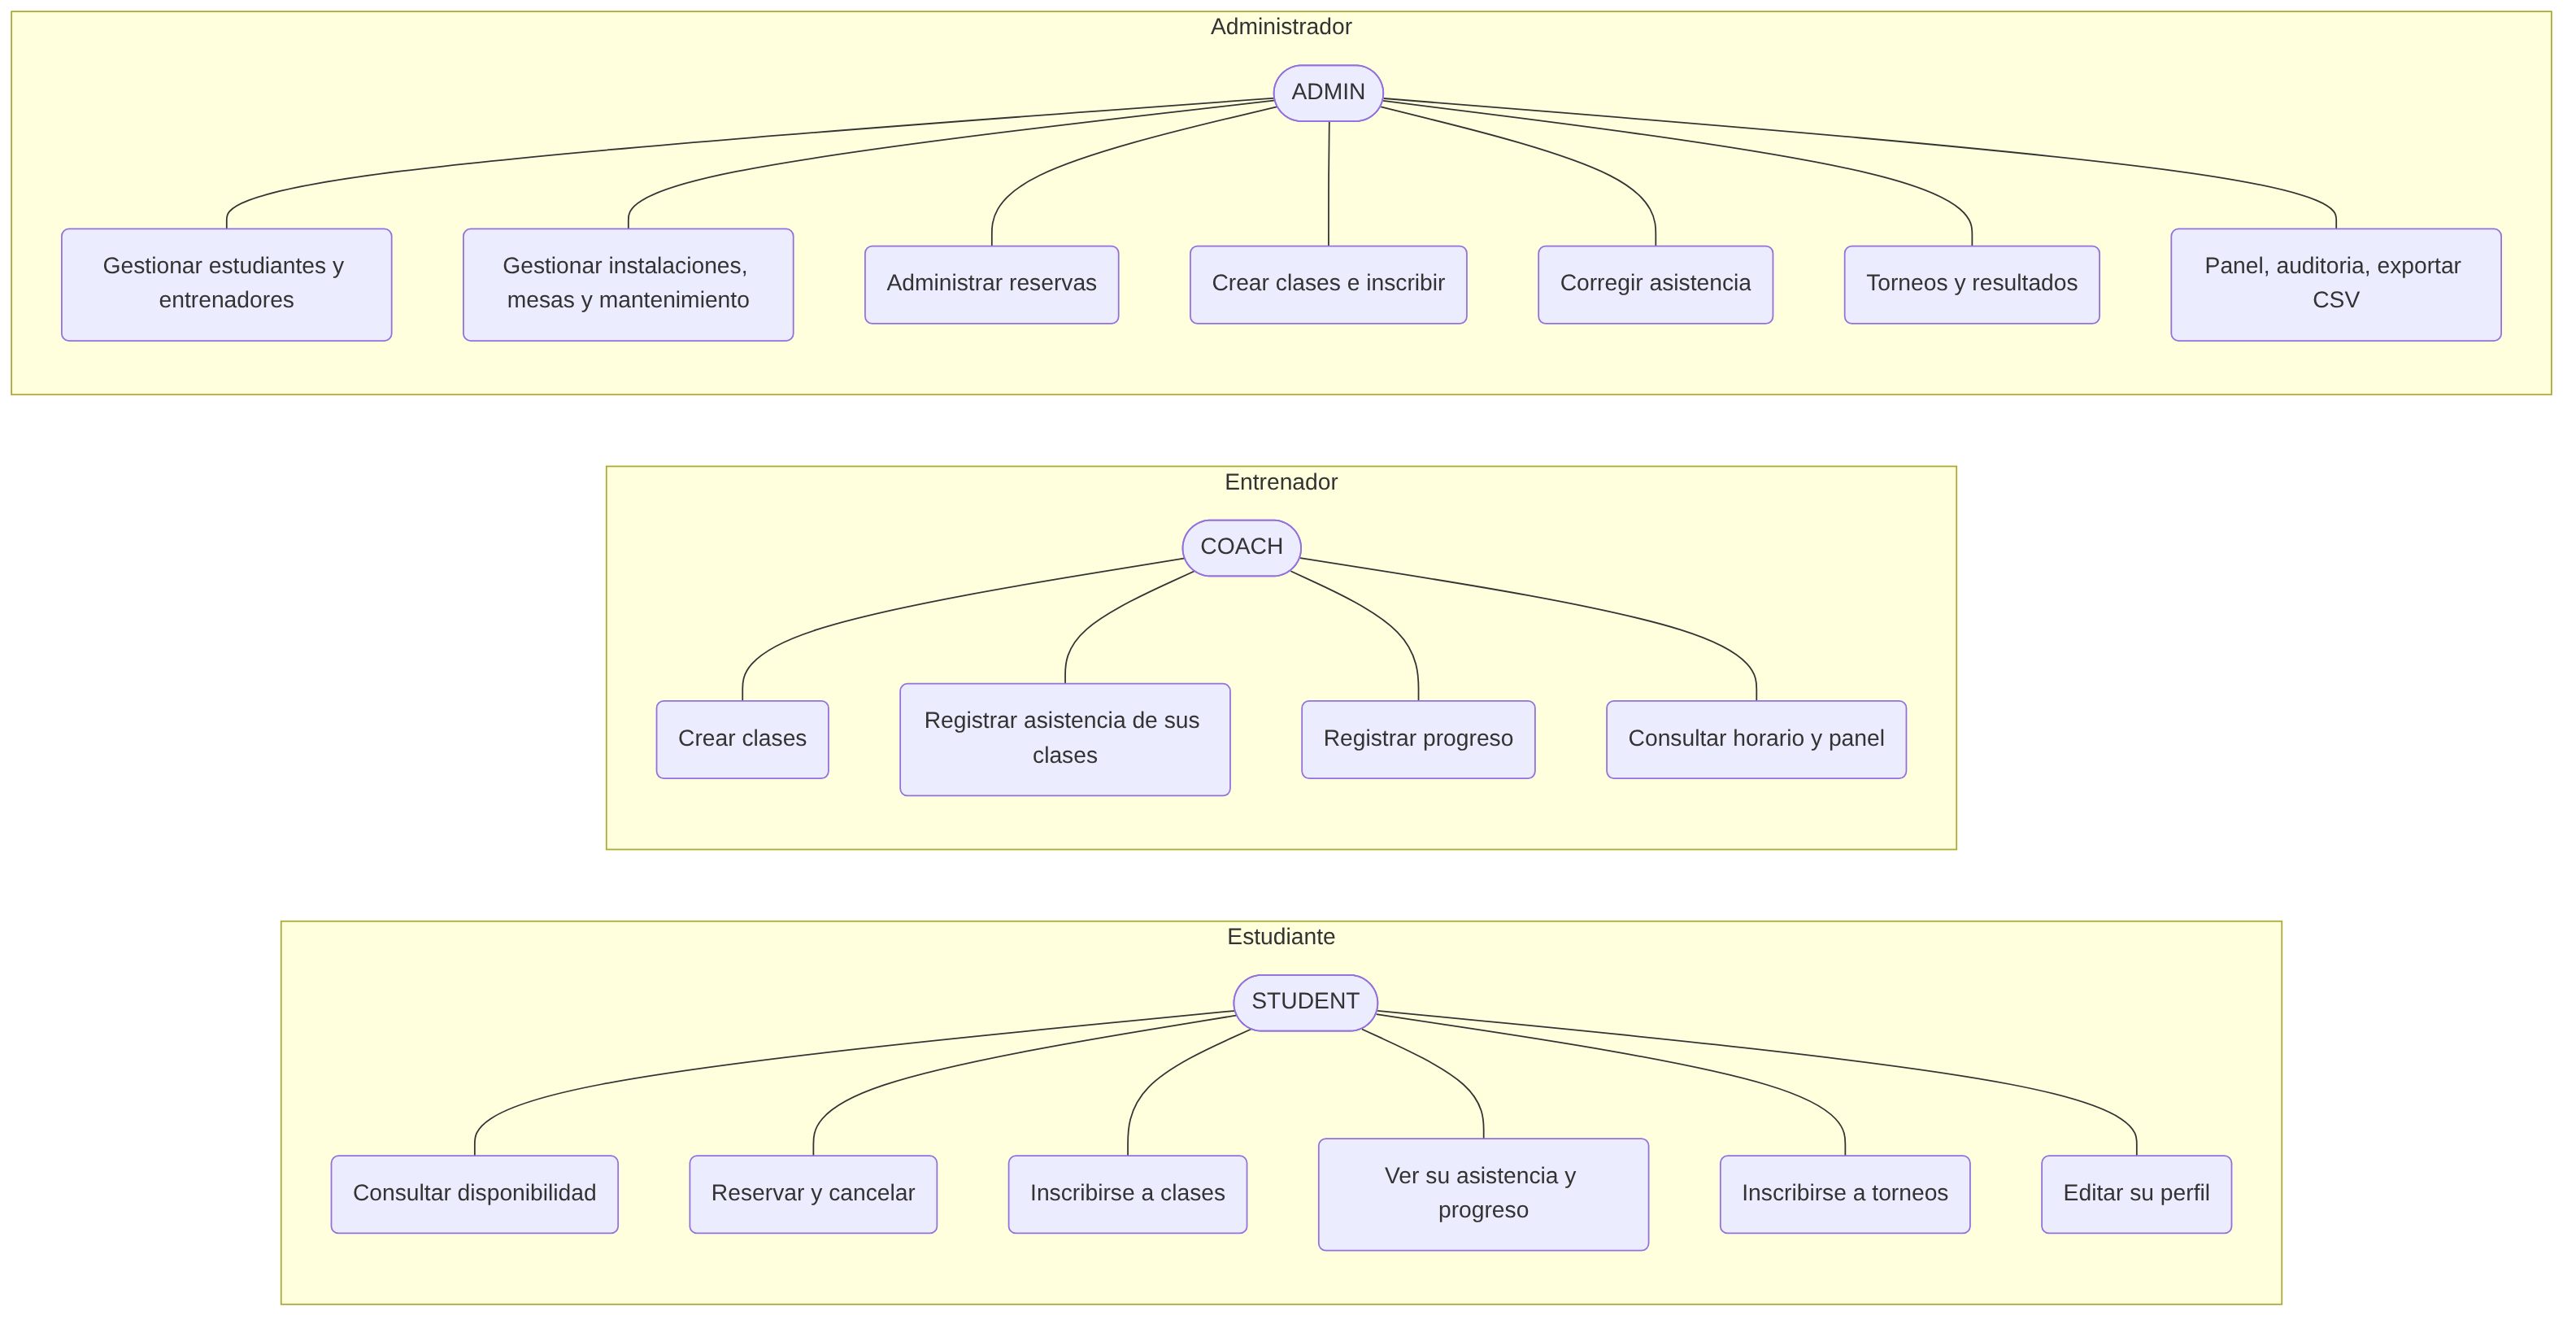 Administrador
ADMIN
Gestionar estudiantes y
entrenadores
Gestionar instalaciones,
mesas y mantenimiento
Administrar reservas
Crear clases e inscribir
Corregir asistencia
Torneos y resultados
Panel, auditoria, exportar
CSV
Entrenador
COACH
Crear clases
Registrar asistencia de sus
clases
Registrar progreso
Consultar horario y panel
Estudiante
STUDENT
Consultar disponibilidad
Reservar y cancelar
Inscribirse a clases
Ver su asistencia y
progreso
Inscribirse a torneos
Editar su perfil